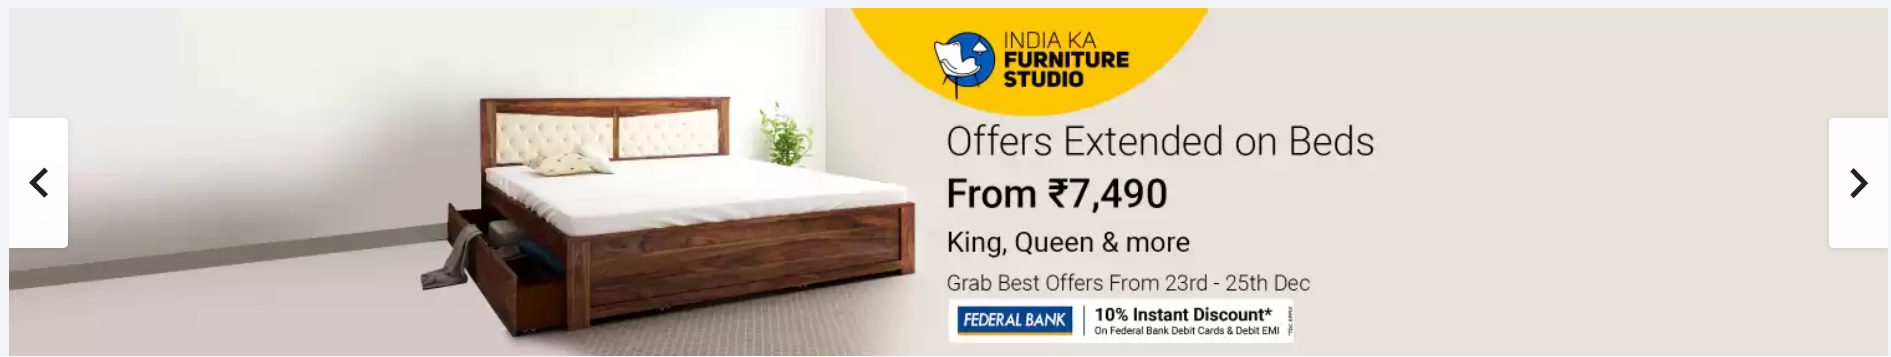 INDIA KA
FURNITURE
STUDIO
Offers Extended on Beds
From ₹7,490
King, Queen & more
Grab Best Offers From 23rd - 25th Dec
FEDERAL BANK
10% Instant Discount*
On Federal Bank Debit Cards & Debit EMI
*T&C APPLY